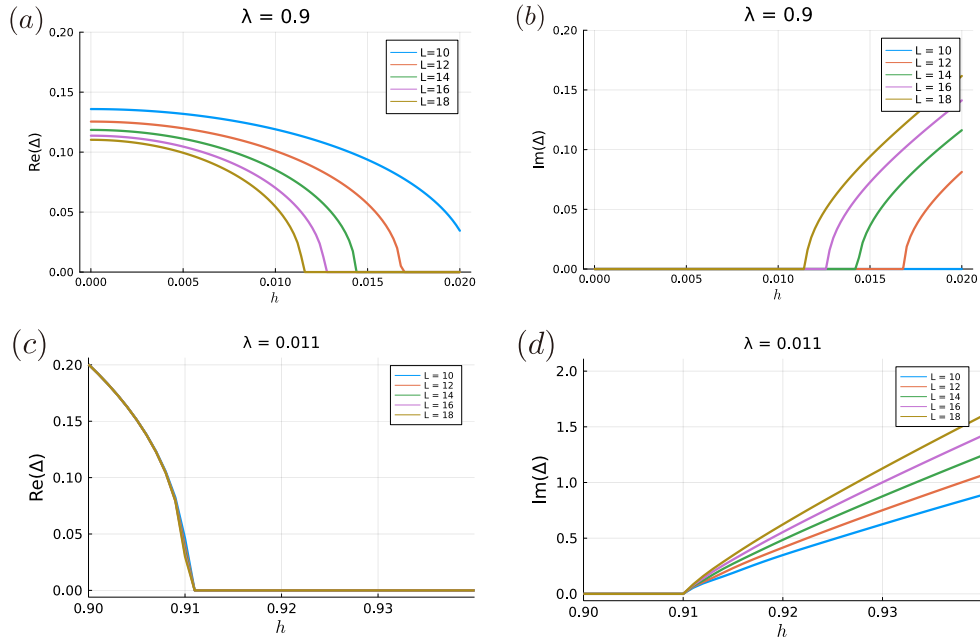 (a)
λ = 0.9
Re(Δ)
0.20
0.15
0.10
0.05
0.00
L=10
L=12
L=14
L=16
L=18
0.000 0.005 0.010 0.015 0.020
h
(b)
λ = 0.9
Im(Δ)
0.20
0.15
0.10
0.05
0.00
L = 10
L = 12
L = 14
L = 16
L = 18
0.000 0.005 0.010 0.015 0.020
h
(c)
λ = 0.011
Re(Δ)
0.20
0.15
0.10
0.05
0.00
L = 10
L = 12
L = 14
L = 16
L = 18
0.90 0.91 0.92 0.93
h
(d)
λ = 0.011
Im(Δ)
2.0
1.5
1.0
0.5
0.0
L = 10
L = 12
L = 14
L = 16
L = 18
0.90 0.91 0.92 0.93
h